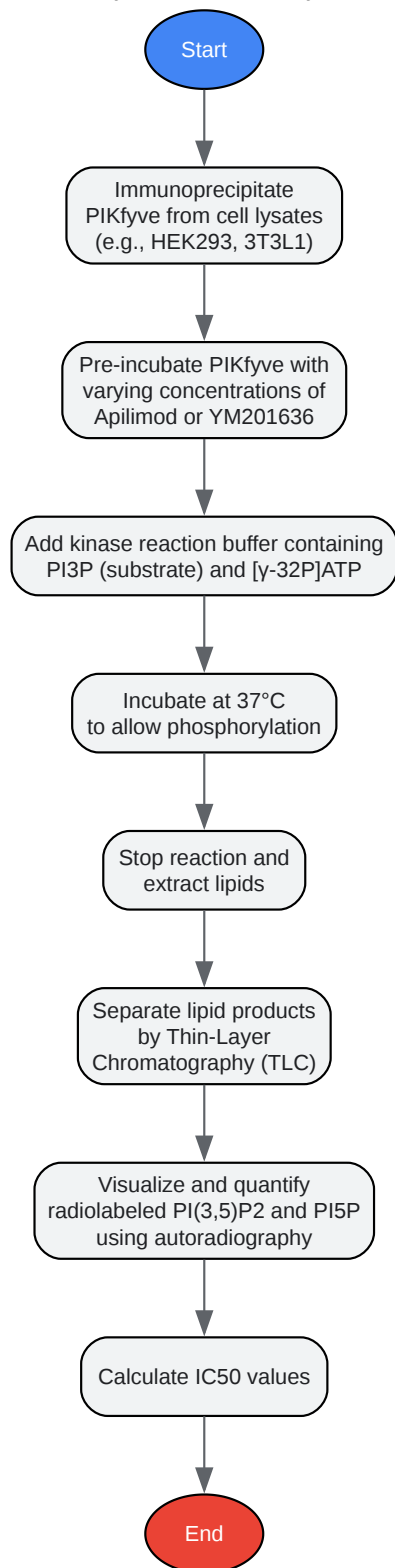 Start
Immunoprecipitate
PIKfyve from cell lysates
(e.g., HEK293, 3T3L1)
Pre-incubate PIKfyve with
varying concentrations of
Apilimod or YM201636
Add kinase reaction buffer containing
PI3P (substrate) and [γ-32P]ATP
Incubate at 37°C
to allow phosphorylation
Stop reaction and
extract lipids
Separate lipid products
by Thin-Layer
Chromatography (TLC)
Visualize and quantify
radiolabeled PI(3,5)P2 and PI5P
using autoradiography
Calculate IC50 values
End